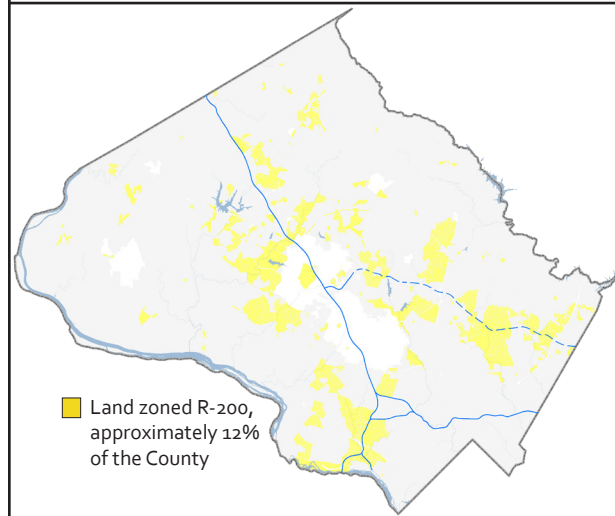 Land zoned R-200,
approximately 12%
of the County